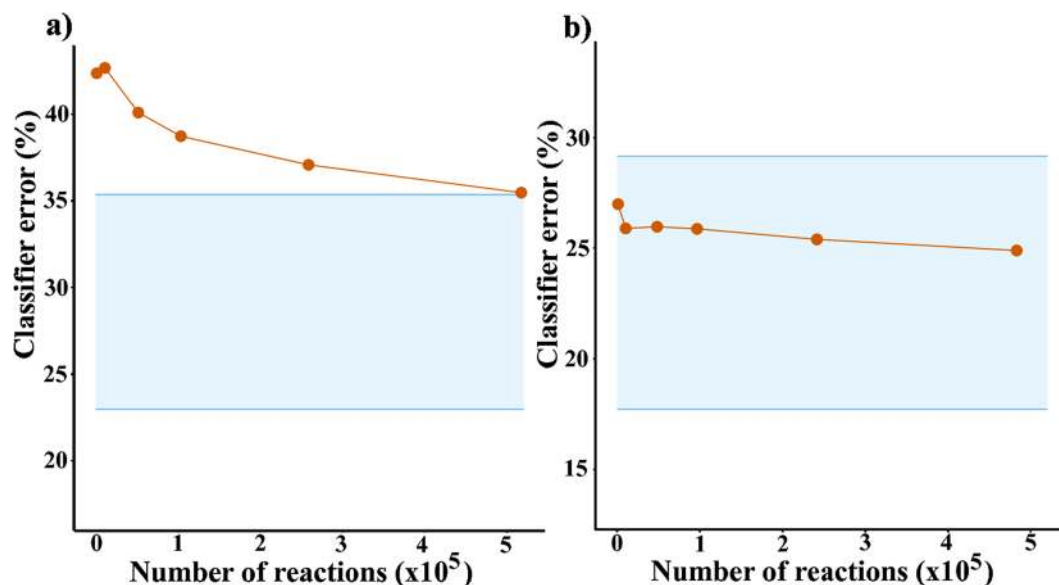 a)
Classifier error (%)
40
35
30
25
20
0 1 2 3 4 5
Number of reactions (x10⁵)
b)
Classifier error (%)
30
25
20
15
0 1 2 3 4 5
Number of reactions (x10⁵)